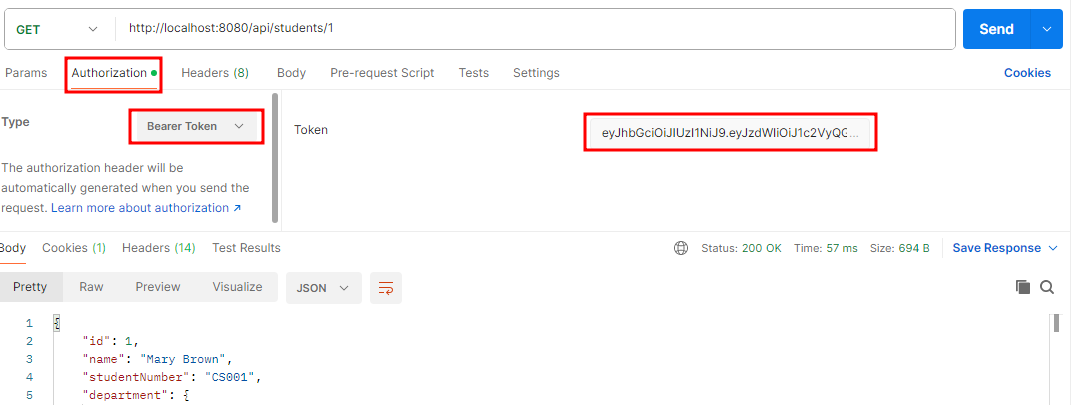 GET http://localhost:8080/api/students/1 Send
Params Authorization Headers (8) Body Pre-request Script Tests Settings Cookies
Type Bearer Token
The authorization header will be
automatically generated when you send the
request. Learn more about authorization ↗
Token eyJhbGciOiJIUzI1NiJ9.eyJzdWIiOiJ1c2VyQG...
Body Cookies (1) Headers (14) Test Results Status: 200 OK Time: 57 ms Size: 694 B Save Response
Pretty Raw Preview Visualize JSON
1 {
2 "id": 1,
3 "name": "Mary Brown",
4 "studentNumber": "CS001",
5 "department": {